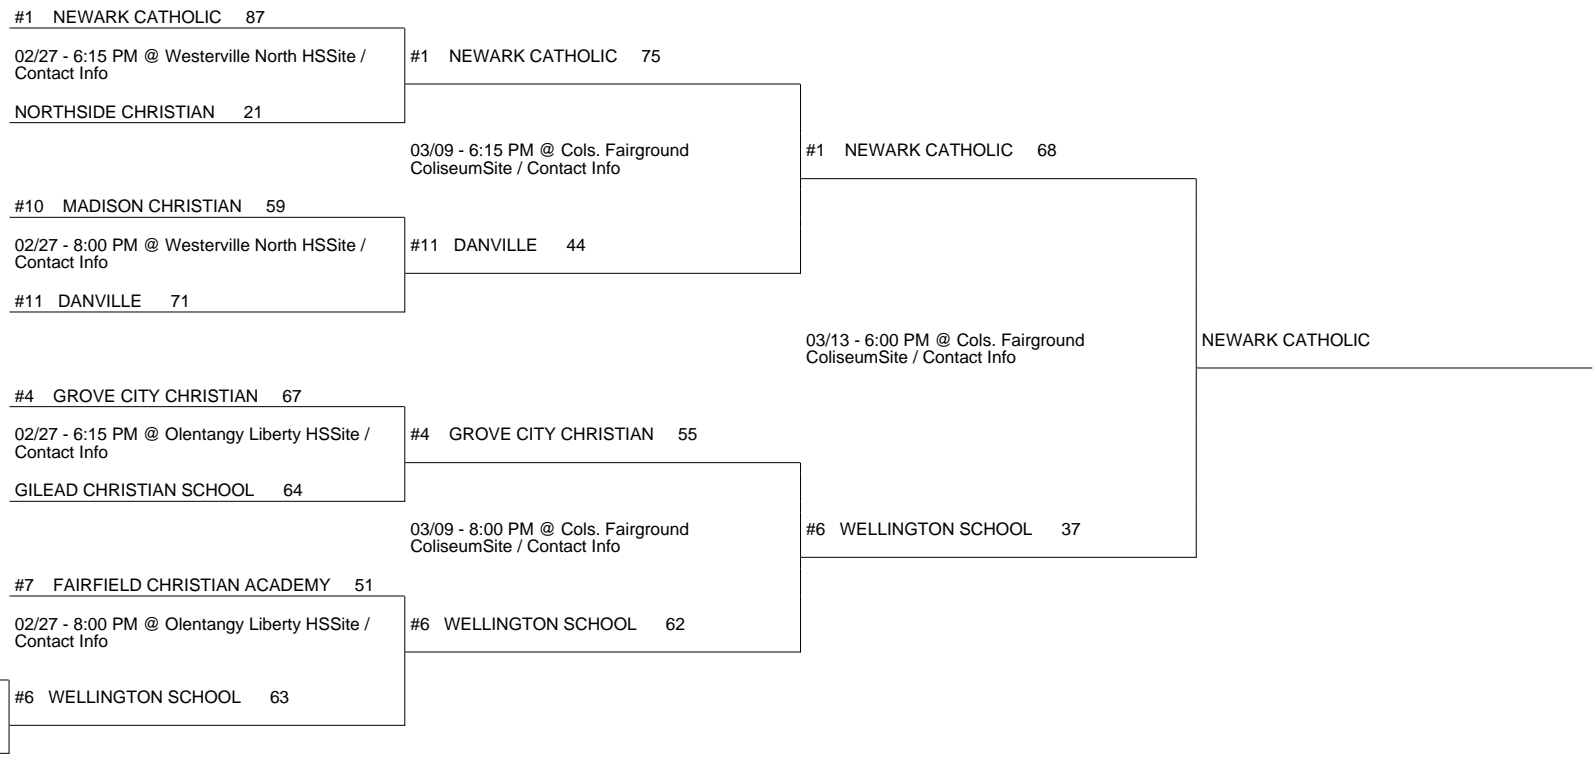 #1 NEWARK CATHOLIC 87
02/27 - 6:15 PM @ Westerville North HSSite /
Contact Info
NORTHSIDE CHRISTIAN 21
#10 MADISON CHRISTIAN 59
02/27 - 8:00 PM @ Westerville North HSSite /
Contact Info
#11 DANVILLE 71
#4 GROVE CITY CHRISTIAN 67
02/27 - 6:15 PM @ Olentangy Liberty HSSite /
Contact Info
GILEAD CHRISTIAN SCHOOL 64
#7 FAIRFIELD CHRISTIAN ACADEMY 51
02/27 - 8:00 PM @ Olentangy Liberty HSSite /
Contact Info
#6 WELLINGTON SCHOOL 63
#1 NEWARK CATHOLIC 75
03/09 - 6:15 PM @ Cols. Fairground
ColiseumSite / Contact Info
#11 DANVILLE 44
#4 GROVE CITY CHRISTIAN 55
03/09 - 8:00 PM @ Cols. Fairground
ColiseumSite / Contact Info
#6 WELLINGTON SCHOOL 62
#1 NEWARK CATHOLIC 68
03/13 - 6:00 PM @ Cols. Fairground
ColiseumSite / Contact Info
#6 WELLINGTON SCHOOL 37
NEWARK CATHOLIC